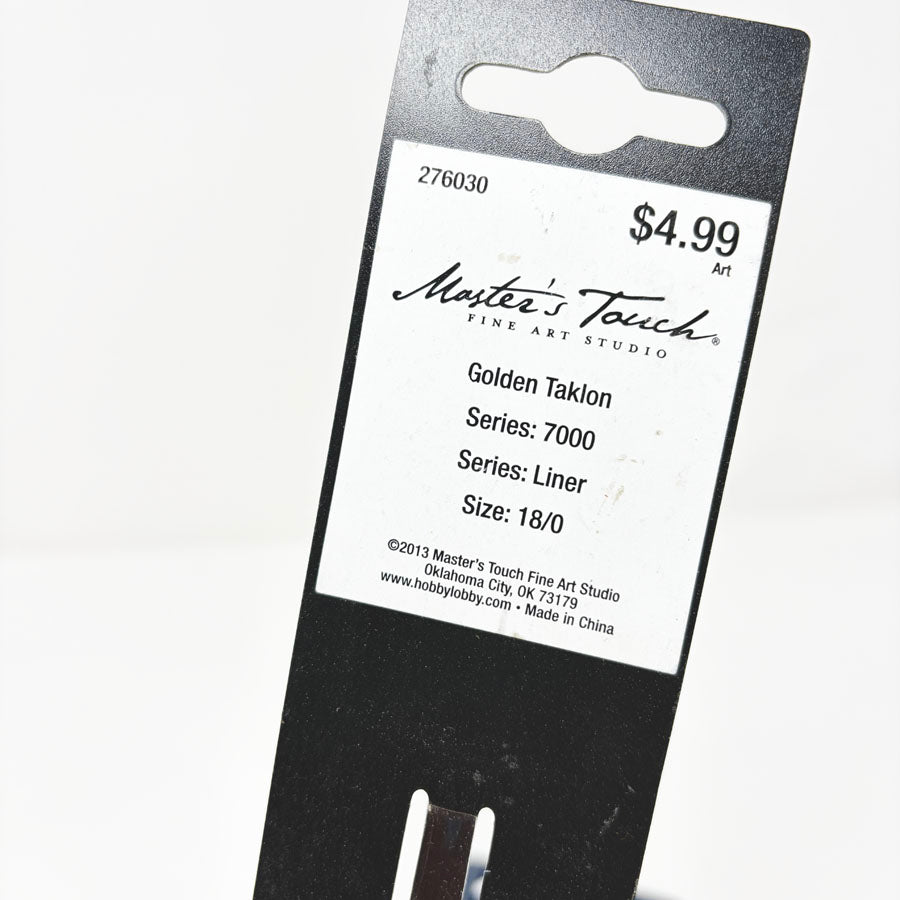 276030
$4.99
Art
Master's Touch®
FINE ART STUDIO
Golden Taklon
Series: 7000
Series: Liner
Size: 18/0
©2013 Master's Touch Fine Art Studio
Oklahoma City, OK 73179
www.hobbylobby.com • Made in China